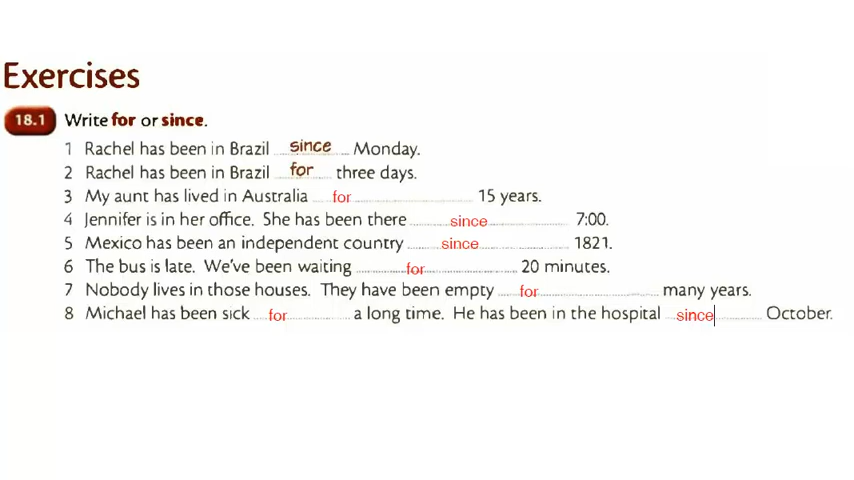 Exercises
18.1 Write for or since.
1 Rachel has been in Brazil since Monday.
2 Rachel has been in Brazil for three days.
3 My aunt has lived in Australia for 15 years.
4 Jennifer is in her office. She has been there since 7:00.
5 Mexico has been an independent country since 1821.
6 The bus is late. We've been waiting for 20 minutes.
7 Nobody lives in those houses. They have been empty for many years.
8 Michael has been sick for a long time. He has been in the hospital since October.